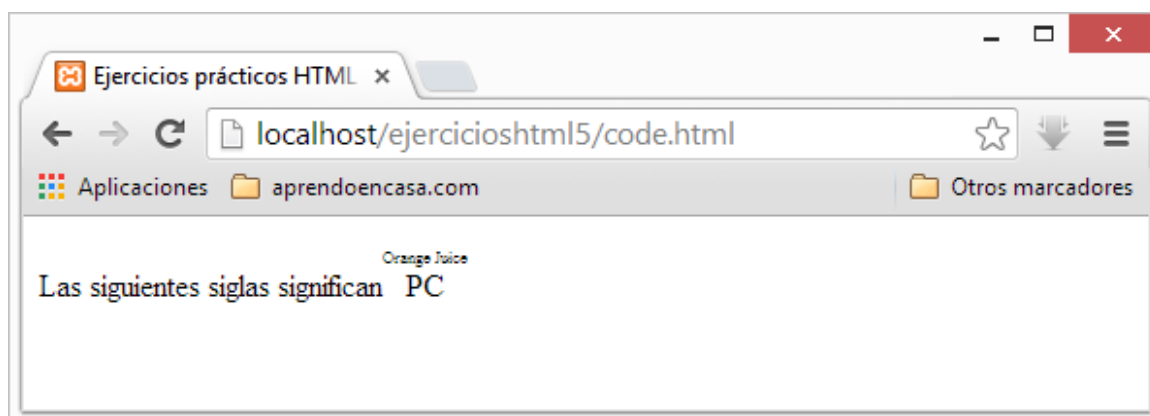 Ejercicios prácticos HTML
localhost/ejercicioshtml5/code.html
Aplicaciones aprendoencasa.com Otros marcadores
Orange Juice
Las siguientes siglas significan PC